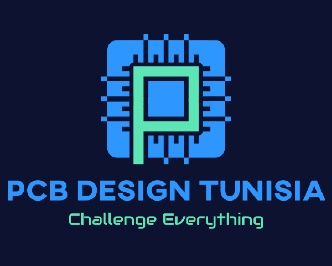 P
PCB DESIGN TUNISIA
Challenge Everything